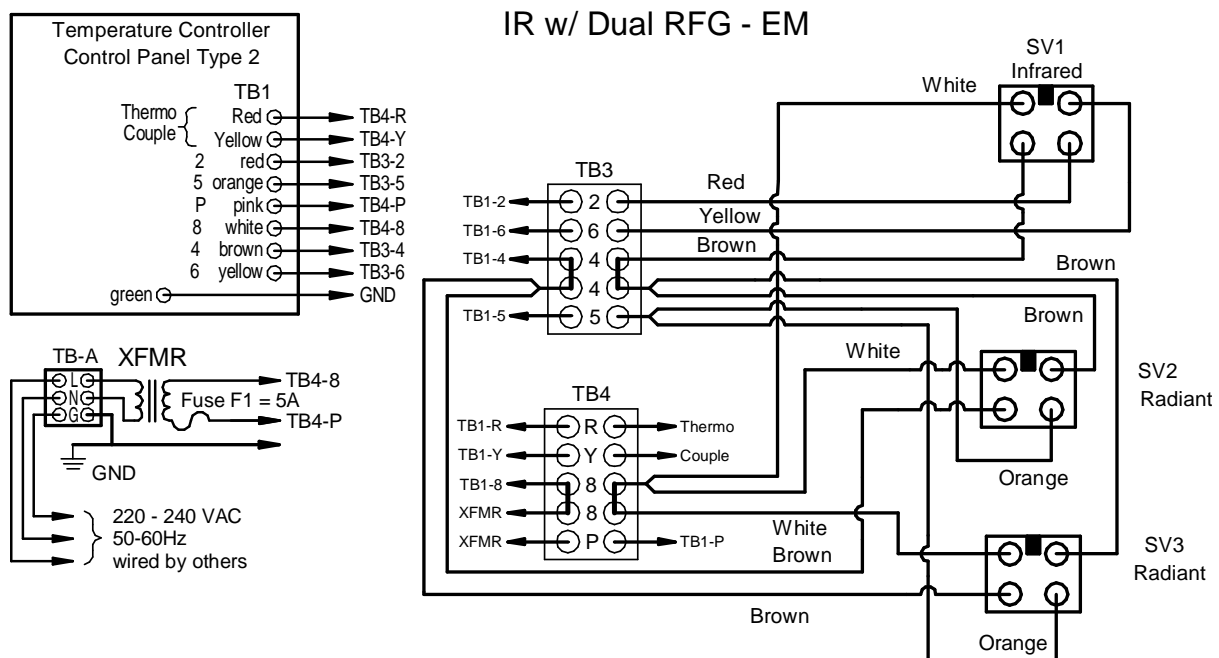 IR w/ Dual RFG - EM
Temperature Controller
Control Panel Type 2
TB1
Thermo
Couple
Red TB4-R
Yellow TB4-Y
2 red TB3-2
5 orange TB3-5
P pink TB4-P
8 white TB4-8
4 brown TB3-4
6 yellow TB3-6
green GND
TB-A XFMR
L
N
G
TB4-8
Fuse F1 = 5A
TB4-P
GND
220 - 240 VAC
50-60Hz
wired by others
TB3
TB1-2 2 Red
TB1-6 6 Yellow
TB1-4 4 Brown
4
TB1-5 5
TB4
TB1-R R Thermo
TB1-Y Y Couple
TB1-8 8
XFMR 8
XFMR P TB1-P
SV1
Infrared
White
Brown
Brown
White
SV2
Radiant
Orange
White
Brown
SV3
Radiant
Brown
Orange